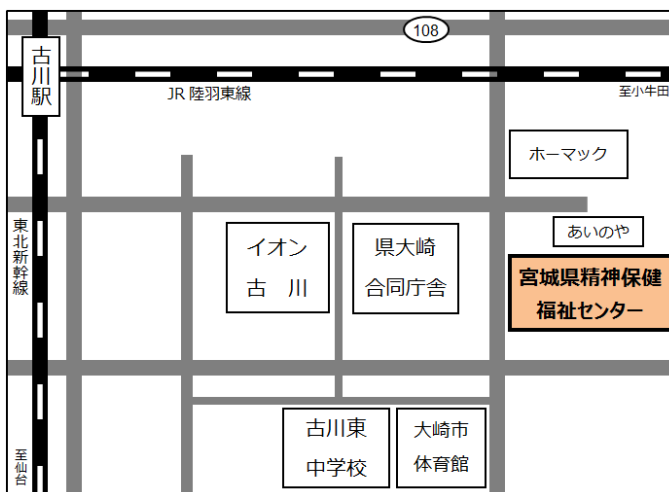 108
古川駅
JR 陸羽東線
至小牛田
ホーマック
東北新幹線
あいのや
イオン
古　川
県大崎
合同庁舎
宮城県精神保健
福祉センター
古川東
中学校
大崎市
体育館
至仙台